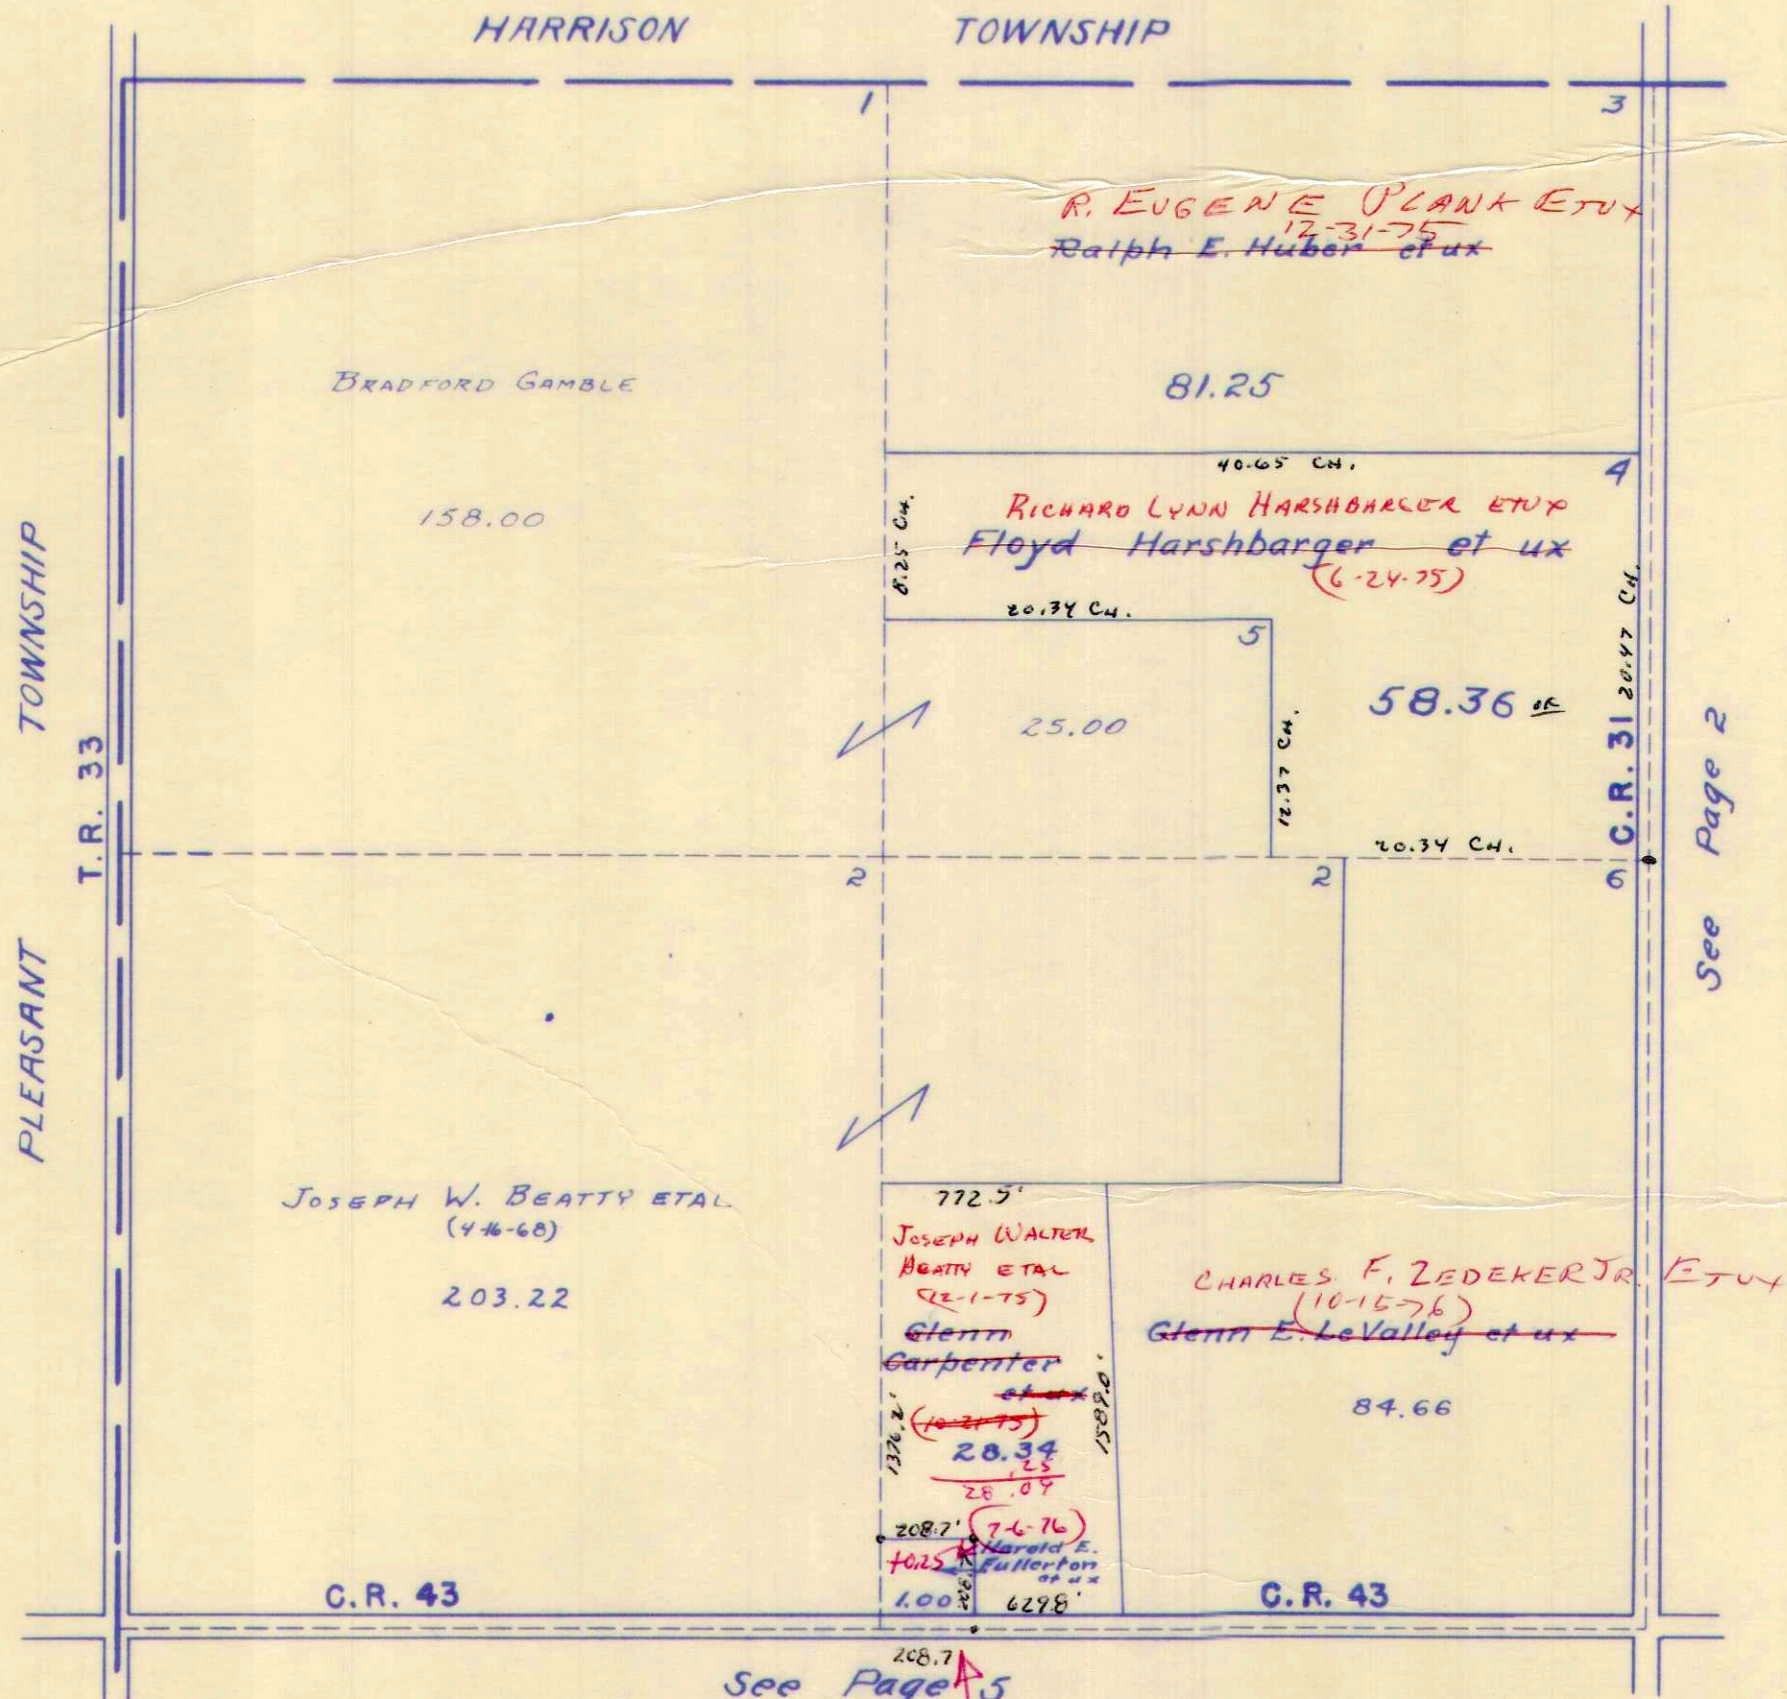 HARRISON TOWNSHIP
1
3
R. EUGENE PLANK ETUX
12-31-75
Ralph E. Huber et ux
BRADFORD GAMBLE
81.25
158.00
40.65 CH.
4
8.25 CH.
RICHARD LYNN HARSHBARGER ETUX
Floyd Harshbarger et ux
(6-24-75)
20.34 CH.
5
12.37 CH.
25.00
58.36 OK
C.R. 31
20.47 CH.
20.34 CH.
PLEASANT TOWNSHIP
T.R. 33
See Page 2
2
2
6
JOSEPH W. BEATTY ETAL
(4-16-68)
203.22
772.5'
JOSEPH WALTER
BEATTY ETAL
(12-1-75)
Glenn
Carpenter
et ux
(10-21-75)
28.34
.25
28.09
1376.2'
1589.0'
CHARLES F. ZEDEKER JR. ETUX
(10-15-76)
Glenn E. LeValley et ux
84.66
208.7'
(7-6-76)
+0.25
Harold E.
Fullerton
et ux
1.00
629.8'
C.R. 43
C.R. 43
208.7
See Page 5